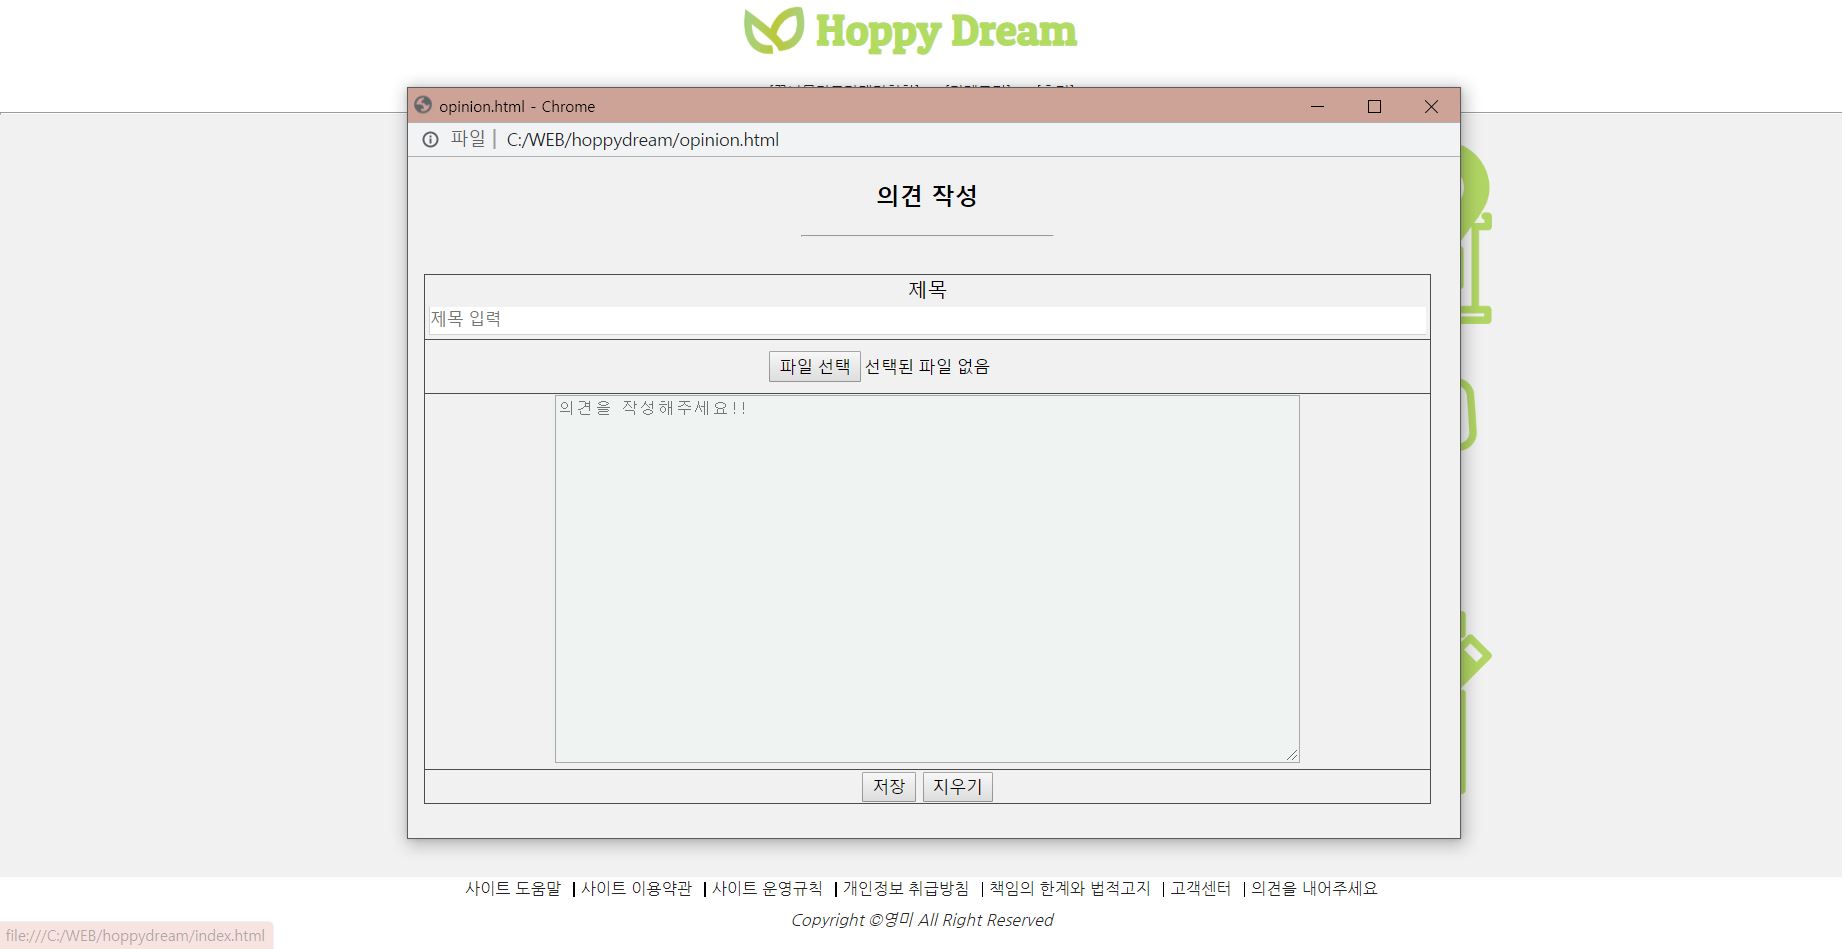 Hoppy Dream
opinion.html - Chrome
파일 | C:/WEB/hoppydream/opinion.html
의견 작성
제목
제목 입력
파일 선택 선택된 파일 없음
의견을 작성해주세요!!
저장 지우기
사이트 도움말 | 사이트 이용약관 | 사이트 운영규칙 | 개인정보 취급방침 | 책임의 한계와 법적고지 | 고객센터 | 의견을 내어주세요
Copyright ©영미 All Right Reserved
file:///C:/WEB/hoppydream/index.html